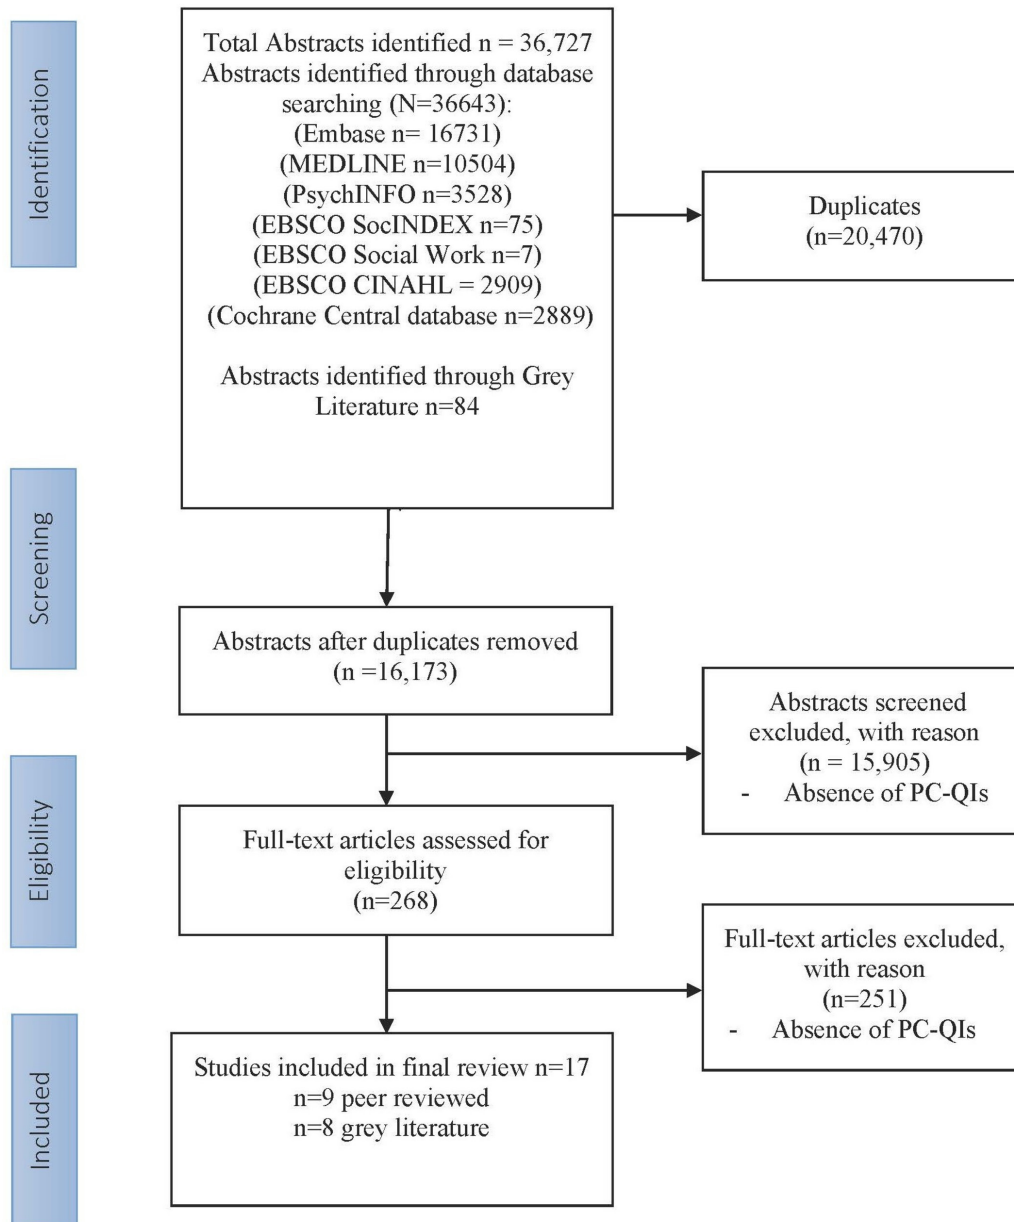 Identification
Total Abstracts identified n = 36,727
Abstracts identified through database
searching (N=36643):
(Embase n= 16731)
(MEDLINE n=10504)
(PsychINFO n=3528)
(EBSCO SocINDEX n=75)
(EBSCO Social Work n=7)
(EBSCO CINAHL = 2909)
(Cochrane Central database n=2889)
Abstracts identified through Grey
Literature n=84
Duplicates
(n=20,470)
Screening
Abstracts after duplicates removed
(n =16,173)
Abstracts screened
excluded, with reason
(n = 15,905)
- Absence of PC-QIs
Eligibility
Full-text articles assessed for
eligibility
(n=268)
Full-text articles excluded,
with reason
(n=251)
- Absence of PC-QIs
Included
Studies included in final review n=17
n=9 peer reviewed
n=8 grey literature